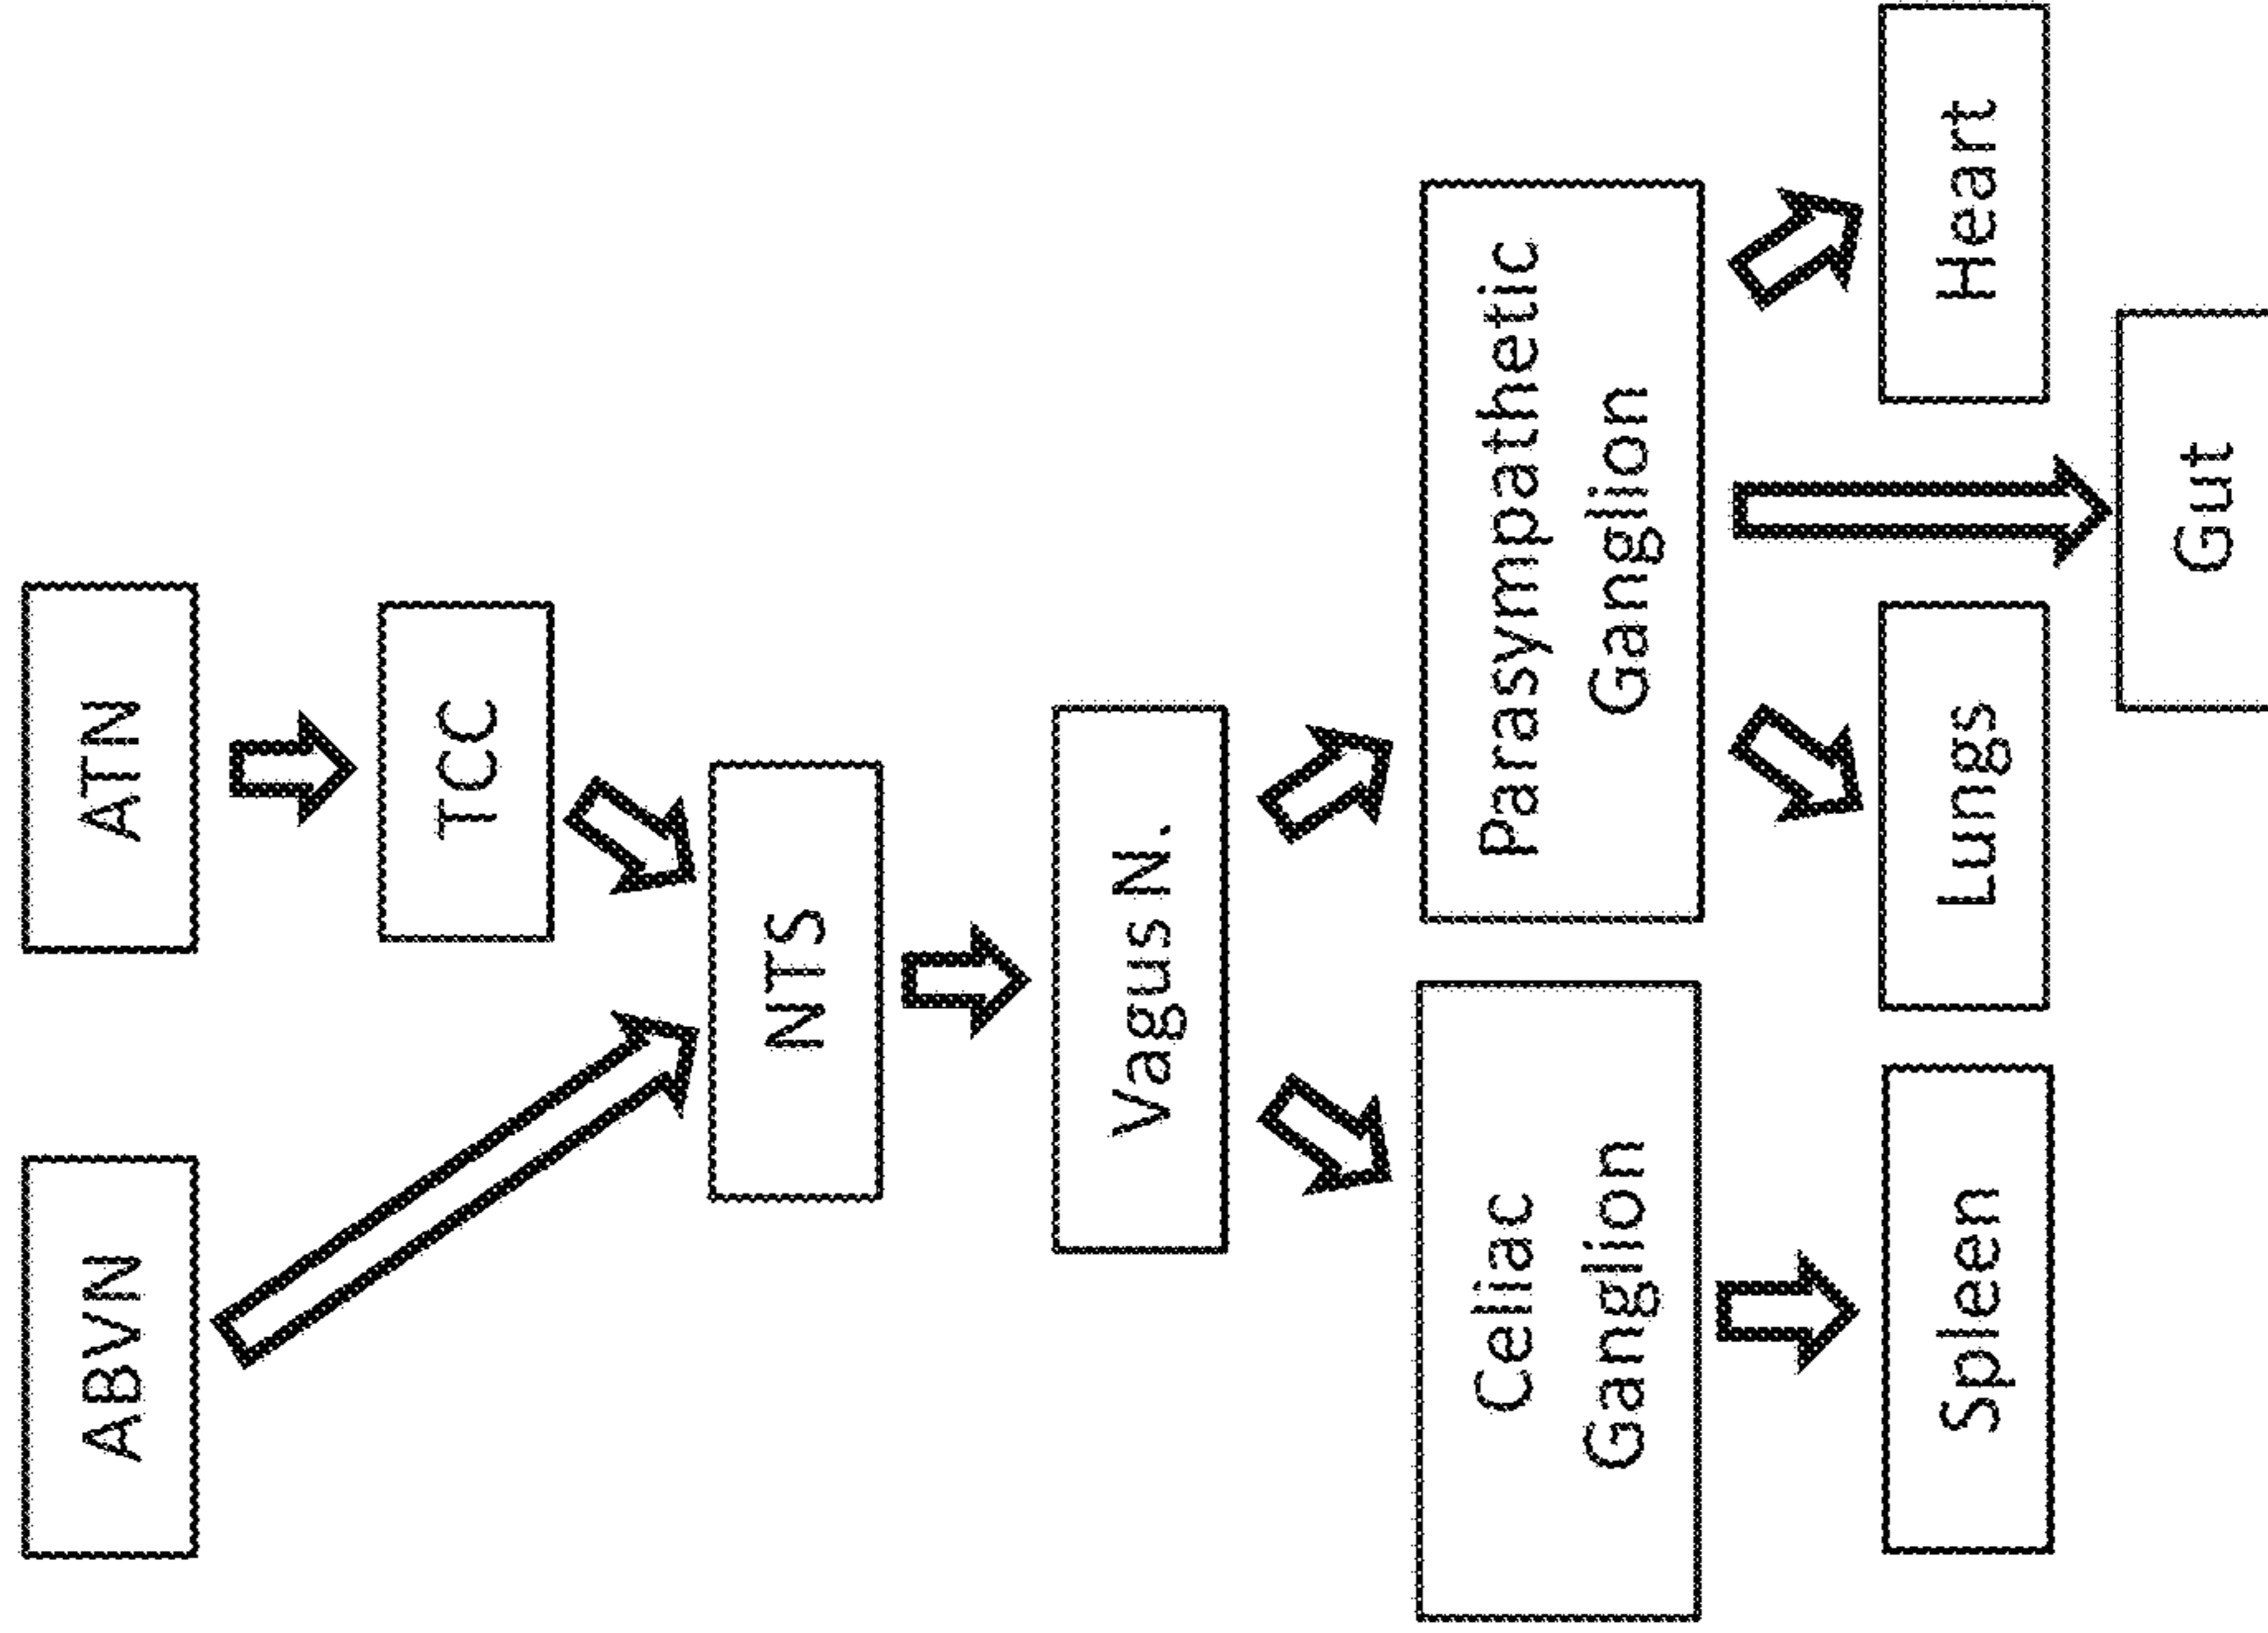 ABVN
ATN
TCC
NTS
Vagus N.
Celiac
Ganglion
Parasympathetic
Ganglion
Spleen
Lungs
Heart
Gut